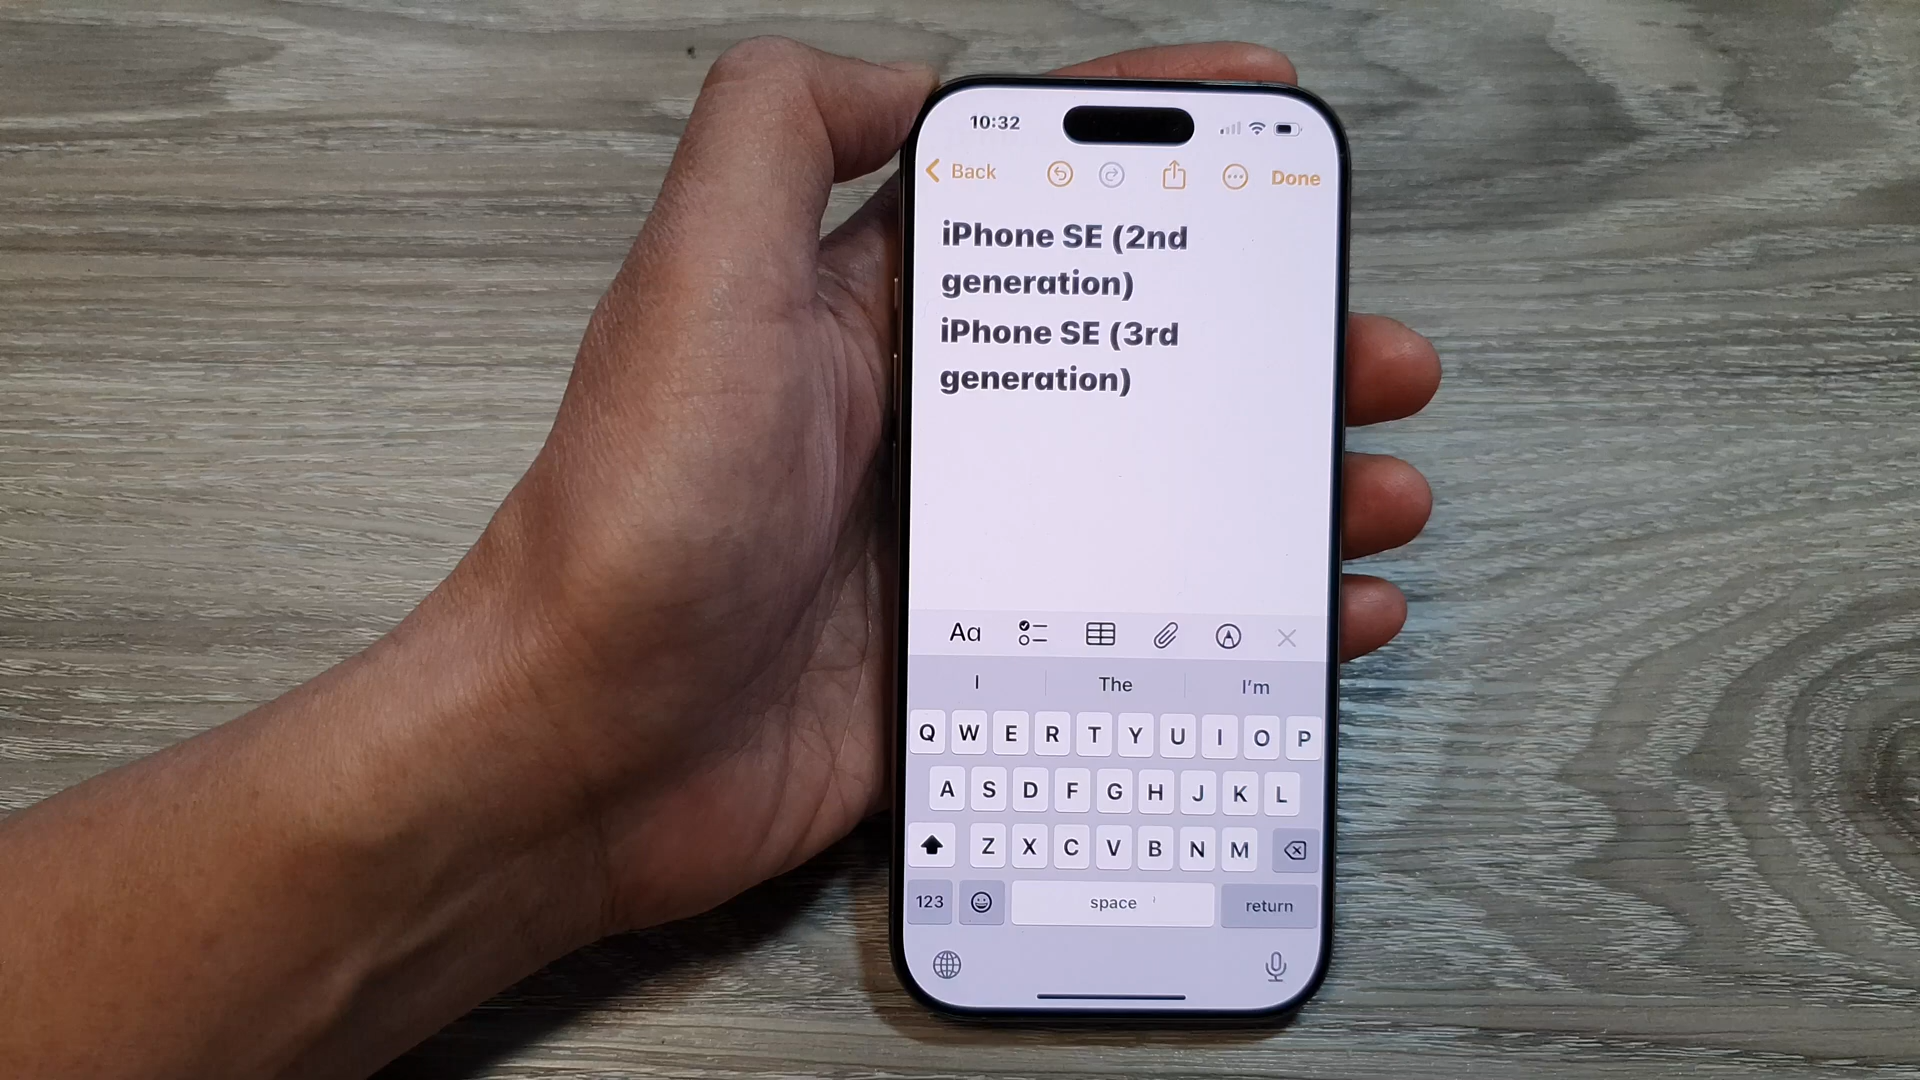 10:32
Back Done
iPhone SE (2nd
generation)
iPhone SE (3rd
generation)
Aa
I The I'm
Q W E R T Y U I O P
A S D F G H J K L
Z X C V B N M
123 space return